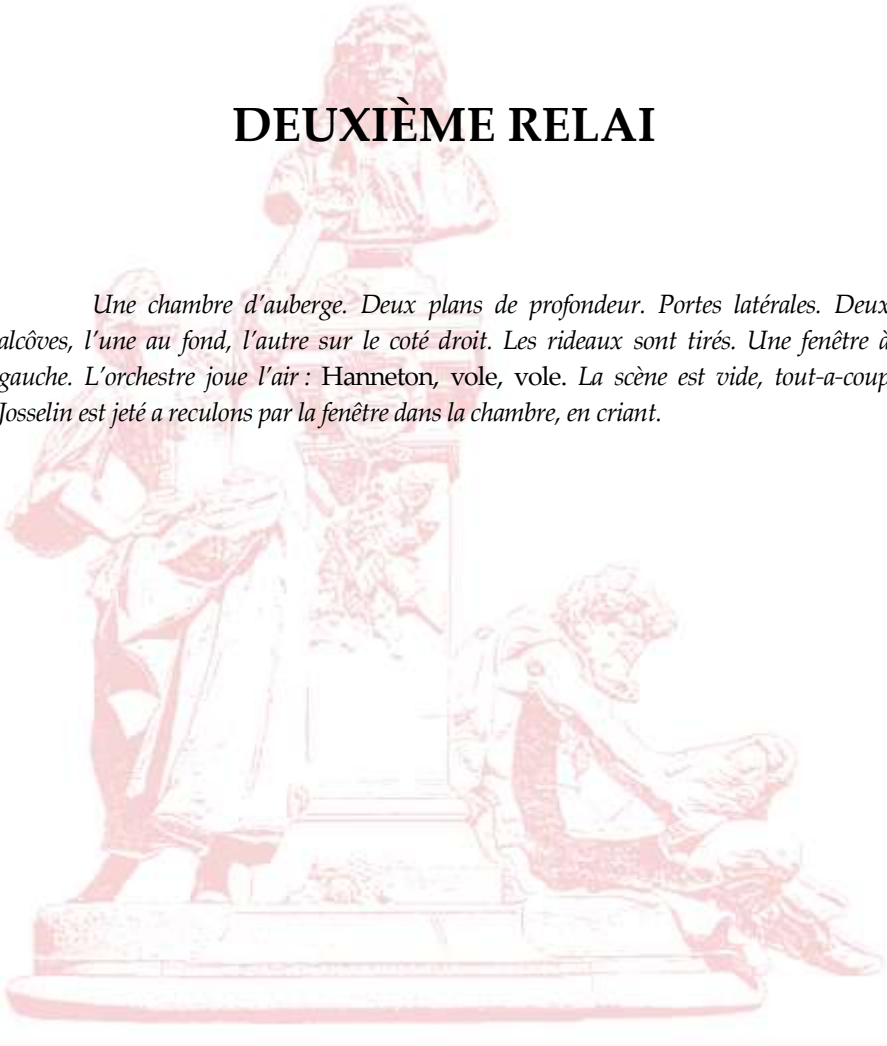 DEUXIÈME RELAI
Une chambre d’auberge. Deux plans de profondeur. Portes latérales. Deux
alcôves, l’une au fond, l’autre sur le coté droit. Les rideaux sont tirés. Une fenêtre à
gauche. L’orchestre joue l’air : Hanneton, vole, vole. La scène est vide, tout-a-coup
Josselin est jeté a reculons par la fenêtre dans la chambre, en criant.